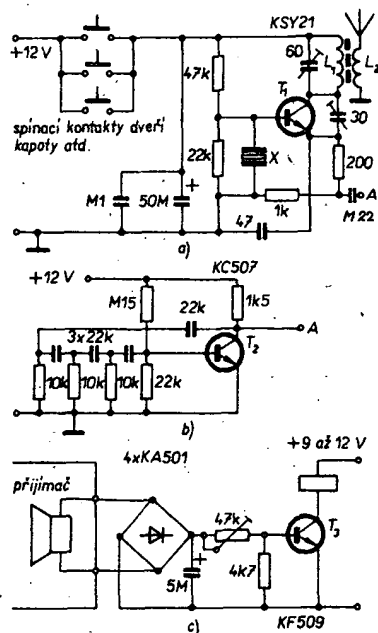 KSY21
+12 V
60
L₁
L₂
47k
T₁
30
spínací kontakty dveří
kapoty atd.
22k
X
200
M1
50M
+
1k
A
M22
47
a)
+12 V
KC507
M15
1k5
22k
A
3x22k
T₂
10k
10k
10k
22k
b)
4xKA501
+9 až 12 V
přijímač
47k
T₃
+
5M
4k7
c)
KF509